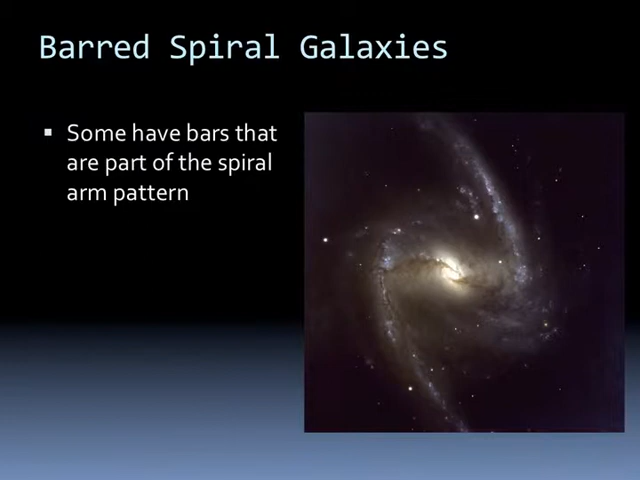 Barred Spiral Galaxies
Some have bars that
are part of the spiral
arm pattern